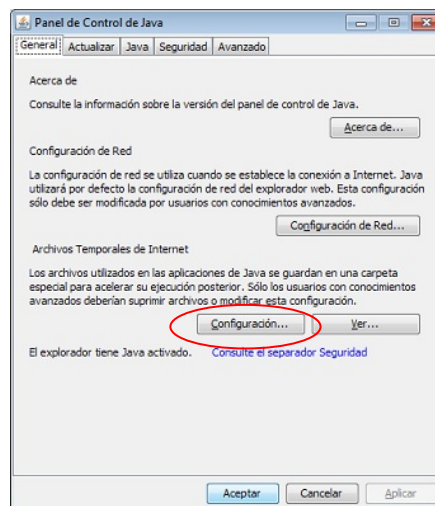 Panel de Control de Java
General Actualizar Java Seguridad Avanzado
Acerca de
Consulte la información sobre la versión del panel de control de Java.
Acerca de...
Configuración de Red
La configuración de red se utiliza cuando se establece la conexión a Internet. Java
utilizará por defecto la configuración de red del explorador web. Esta configuración
sólo debe ser modificada por usuarios con conocimientos avanzados.
Configuración de Red...
Archivos Temporales de Internet
Los archivos utilizados en las aplicaciones de Java se guardan en una carpeta
especial para acelerar su ejecución posterior. Sólo los usuarios con conocimientos
avanzados deberían suprimir archivos o modificar esta configuración.
Configuración... Ver...
El explorador tiene Java activado. Consulte el separador Seguridad
Aceptar Cancelar Aplicar